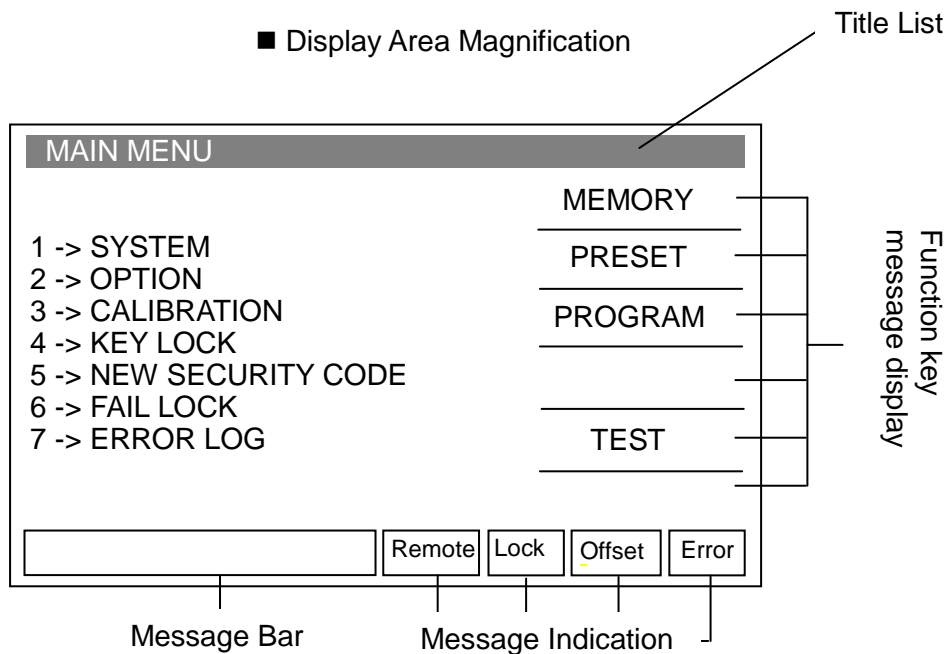 ■ Display Area Magnification
Title List
MAIN MENU
MEMORY
1 -> SYSTEM
2 -> OPTION
3 -> CALIBRATION
4 -> KEY LOCK
5 -> NEW SECURITY CODE
6 -> FAIL LOCK
7 -> ERROR LOG
PRESET
PROGRAM
TEST
Function key
message display
Remote
Lock
Offset
Error
Message Bar
Message Indication